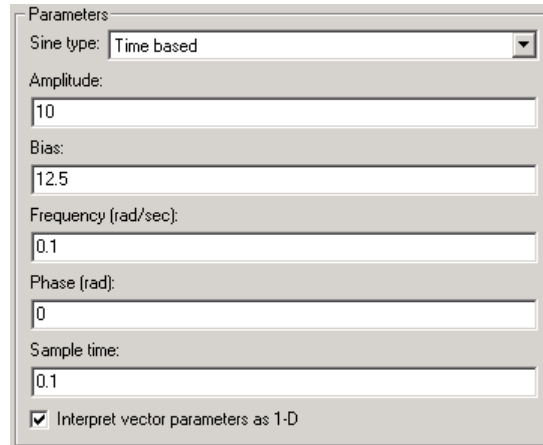 Parameters
Sine type: Time based
Amplitude:
10
Bias:
12.5
Frequency (rad/sec):
0.1
Phase (rad):
0
Sample time:
0.1
Interpret vector parameters as 1-D